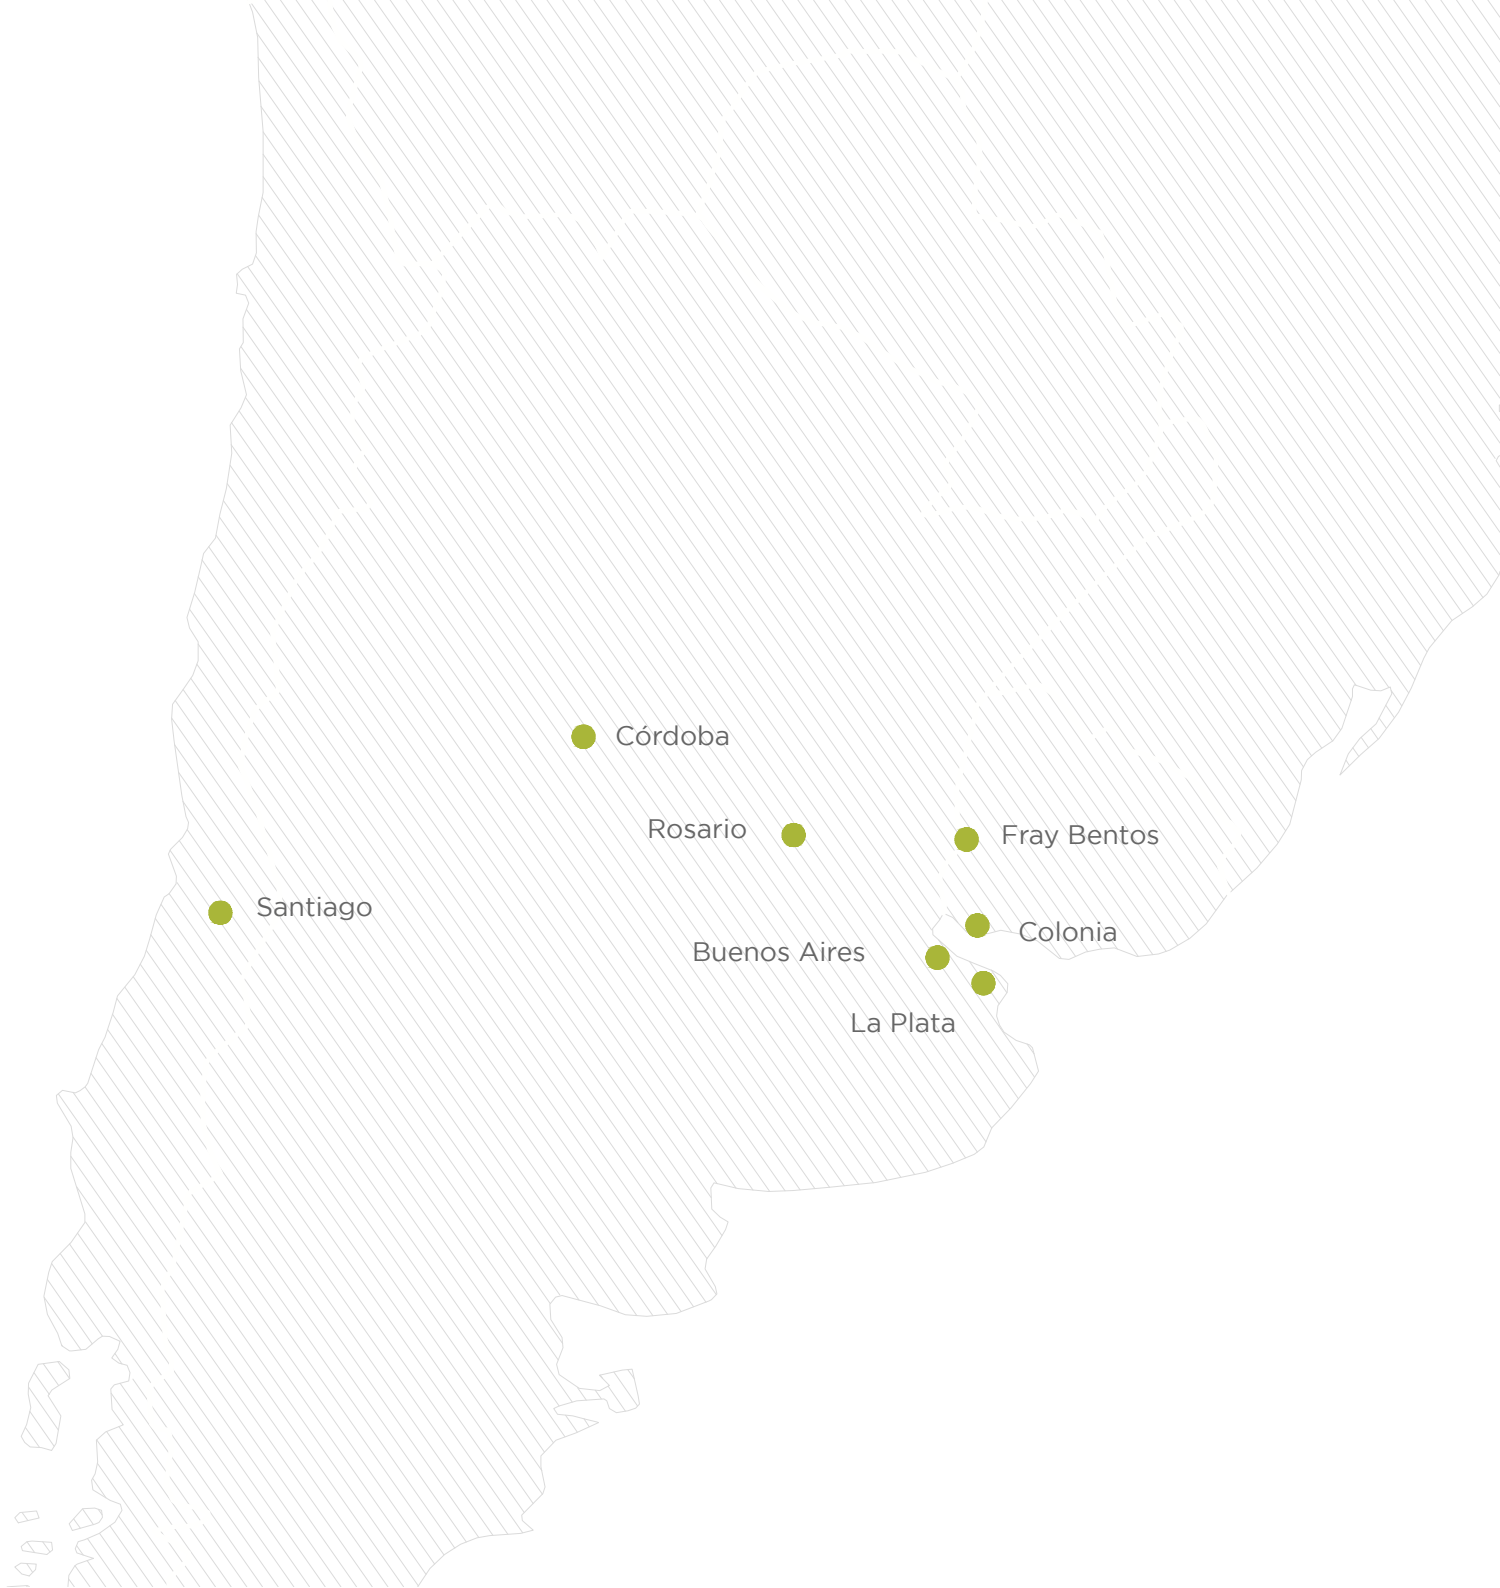 Córdoba
Rosario
Fray Bentos
Santiago
Colonia
Buenos Aires
La Plata